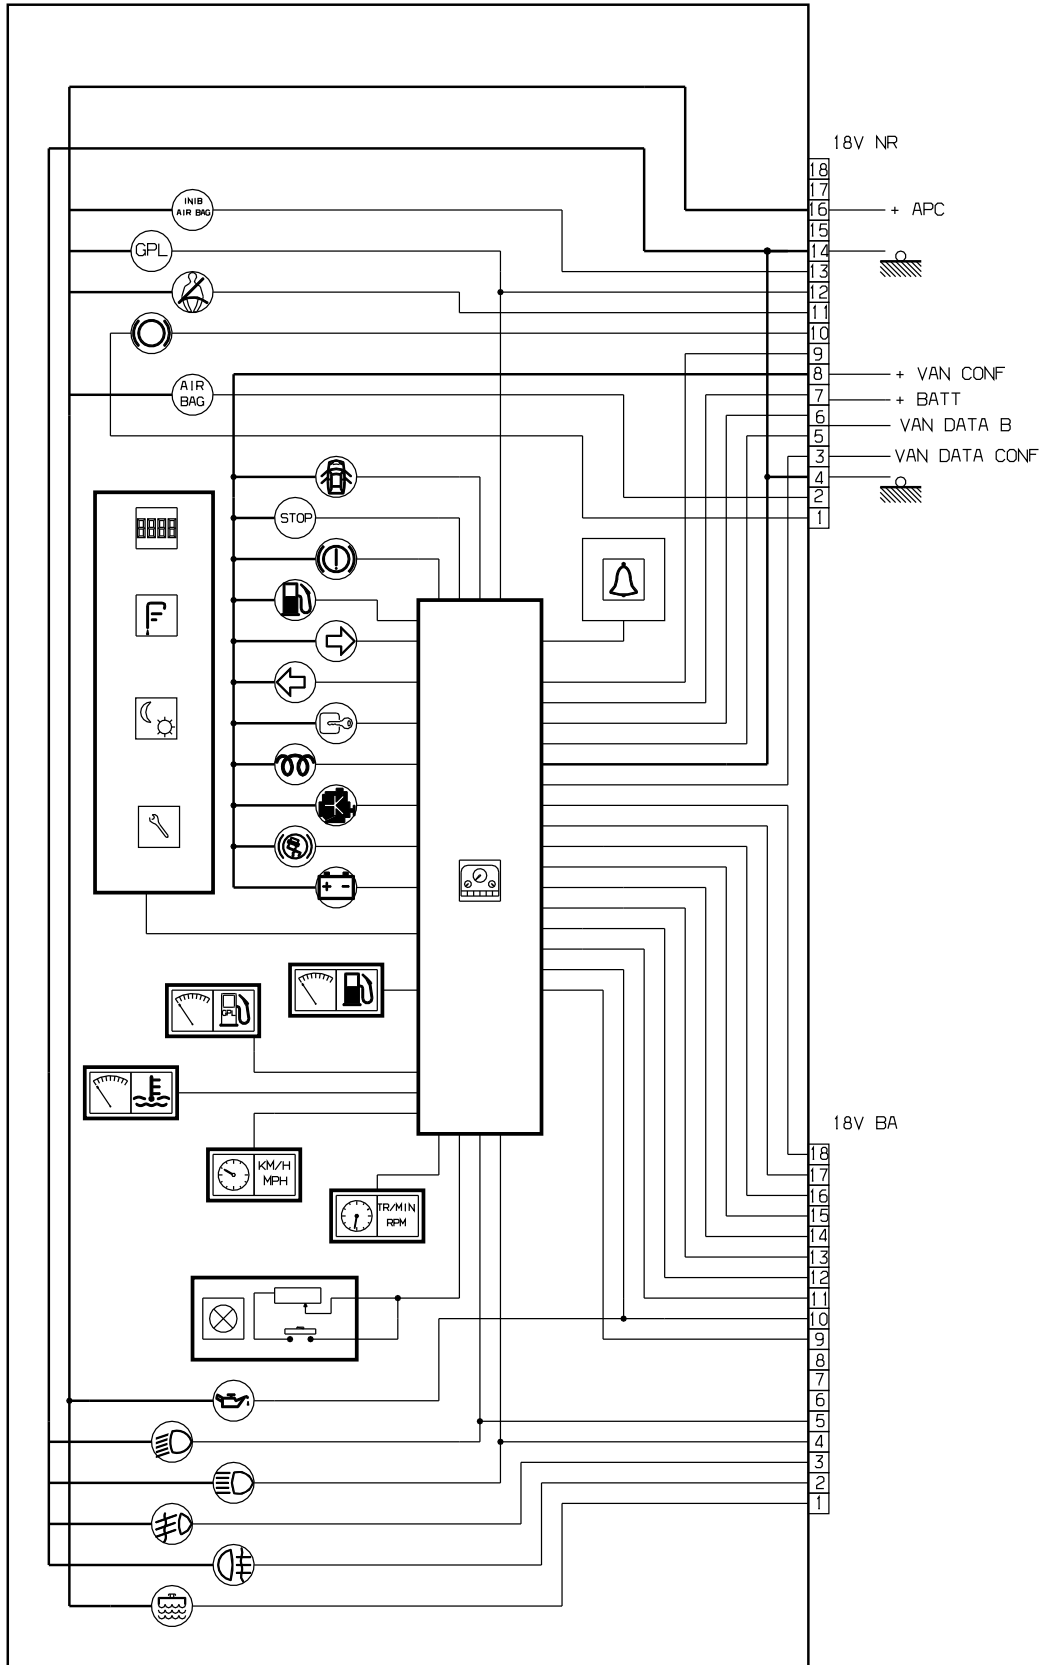 18V NR
18
17
16 + APC
15
14
13
12
11
10
9
8 + VAN CONF
7 + BATT
6 VAN DATA B
5
3 VAN DATA CONF
4
2
1
INIB
AIR BAG
GPL
AIR
BAG
STOP
8888
GPL
KM/H
MPH
TR/MIN
RPM
+ -
18V BA
18
17
16
15
14
13
12
11
10
9
8
7
6
5
4
3
2
1